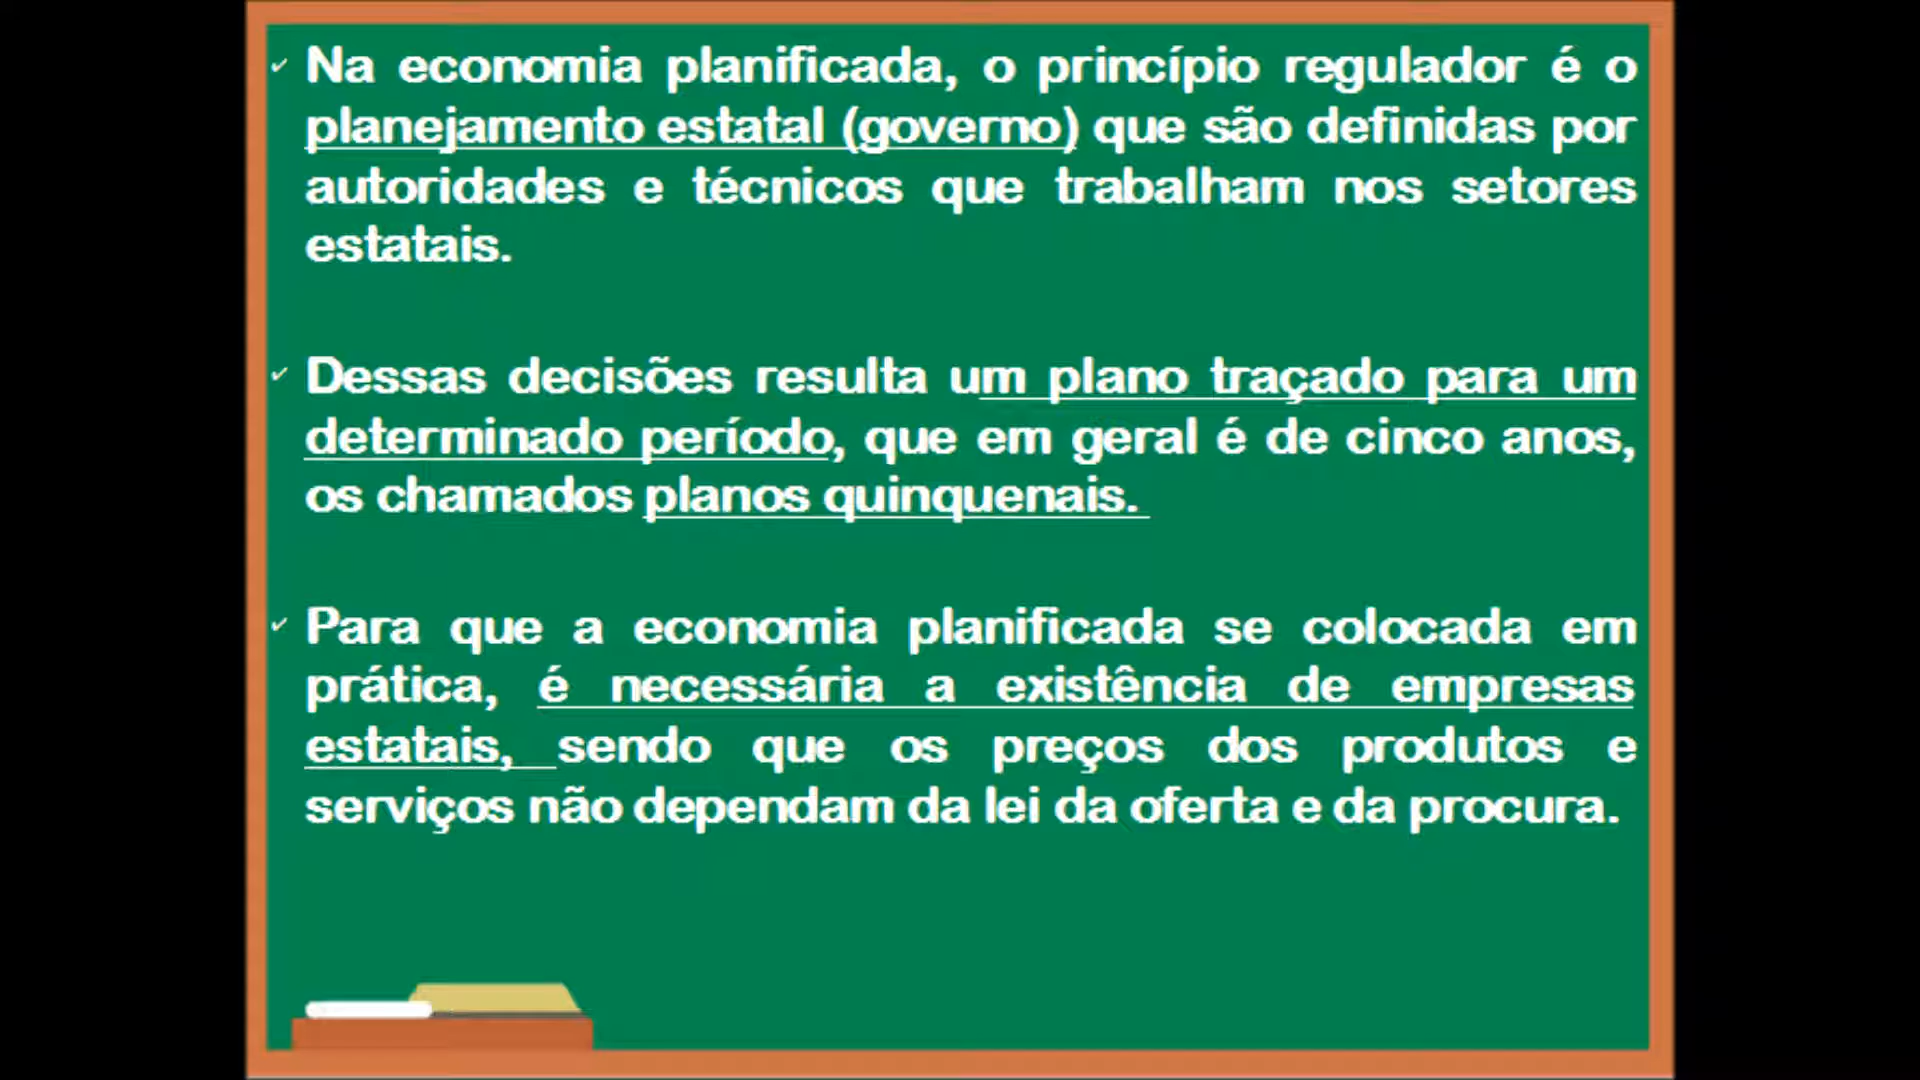 ✓ Na economia planificada, o princípio regulador é o
planejamento estatal (governo) que são definidas por
autoridades e técnicos que trabalham nos setores
estatais.
✓ Dessas decisões resulta um plano traçado para um
determinado período, que em geral é de cinco anos,
os chamados planos quinquenais.
✓ Para que a economia planificada se colocada em
prática, é necessária a existência de empresas
estatais, sendo que os preços dos produtos e
serviços não dependam da lei da oferta e da procura.